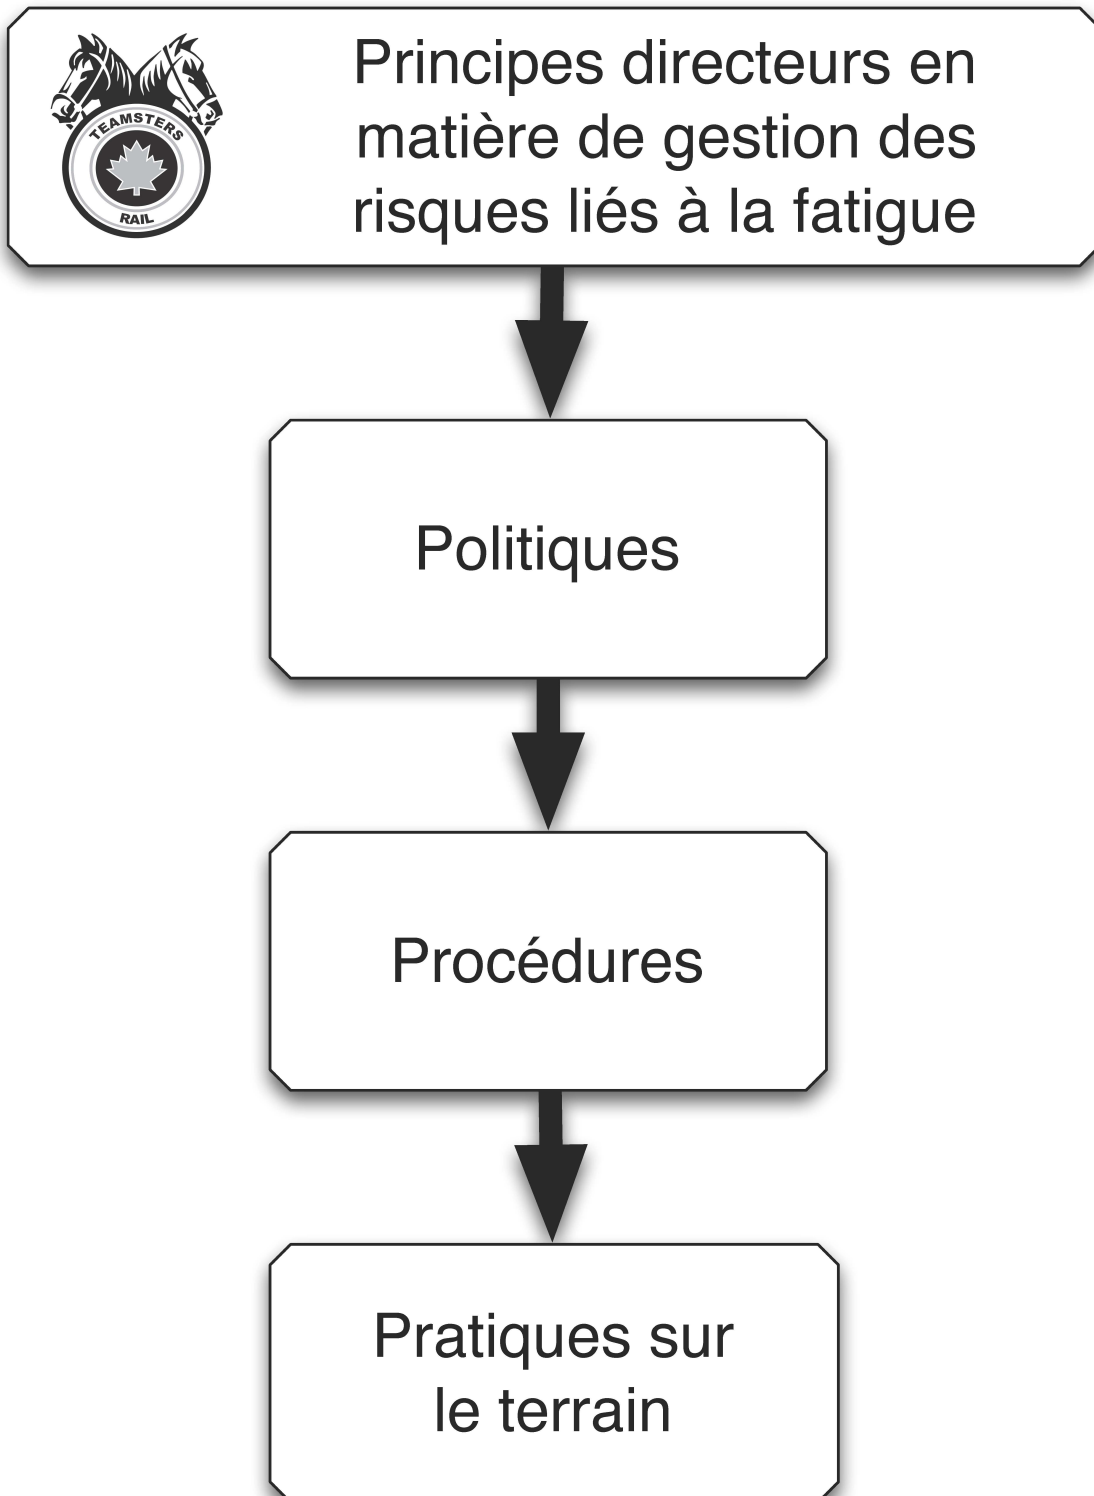 TEAMSTERS
RAIL
Principes directeurs en
matière de gestion des
risques liés à la fatigue
Politiques
Procédures
Pratiques sur
le terrain